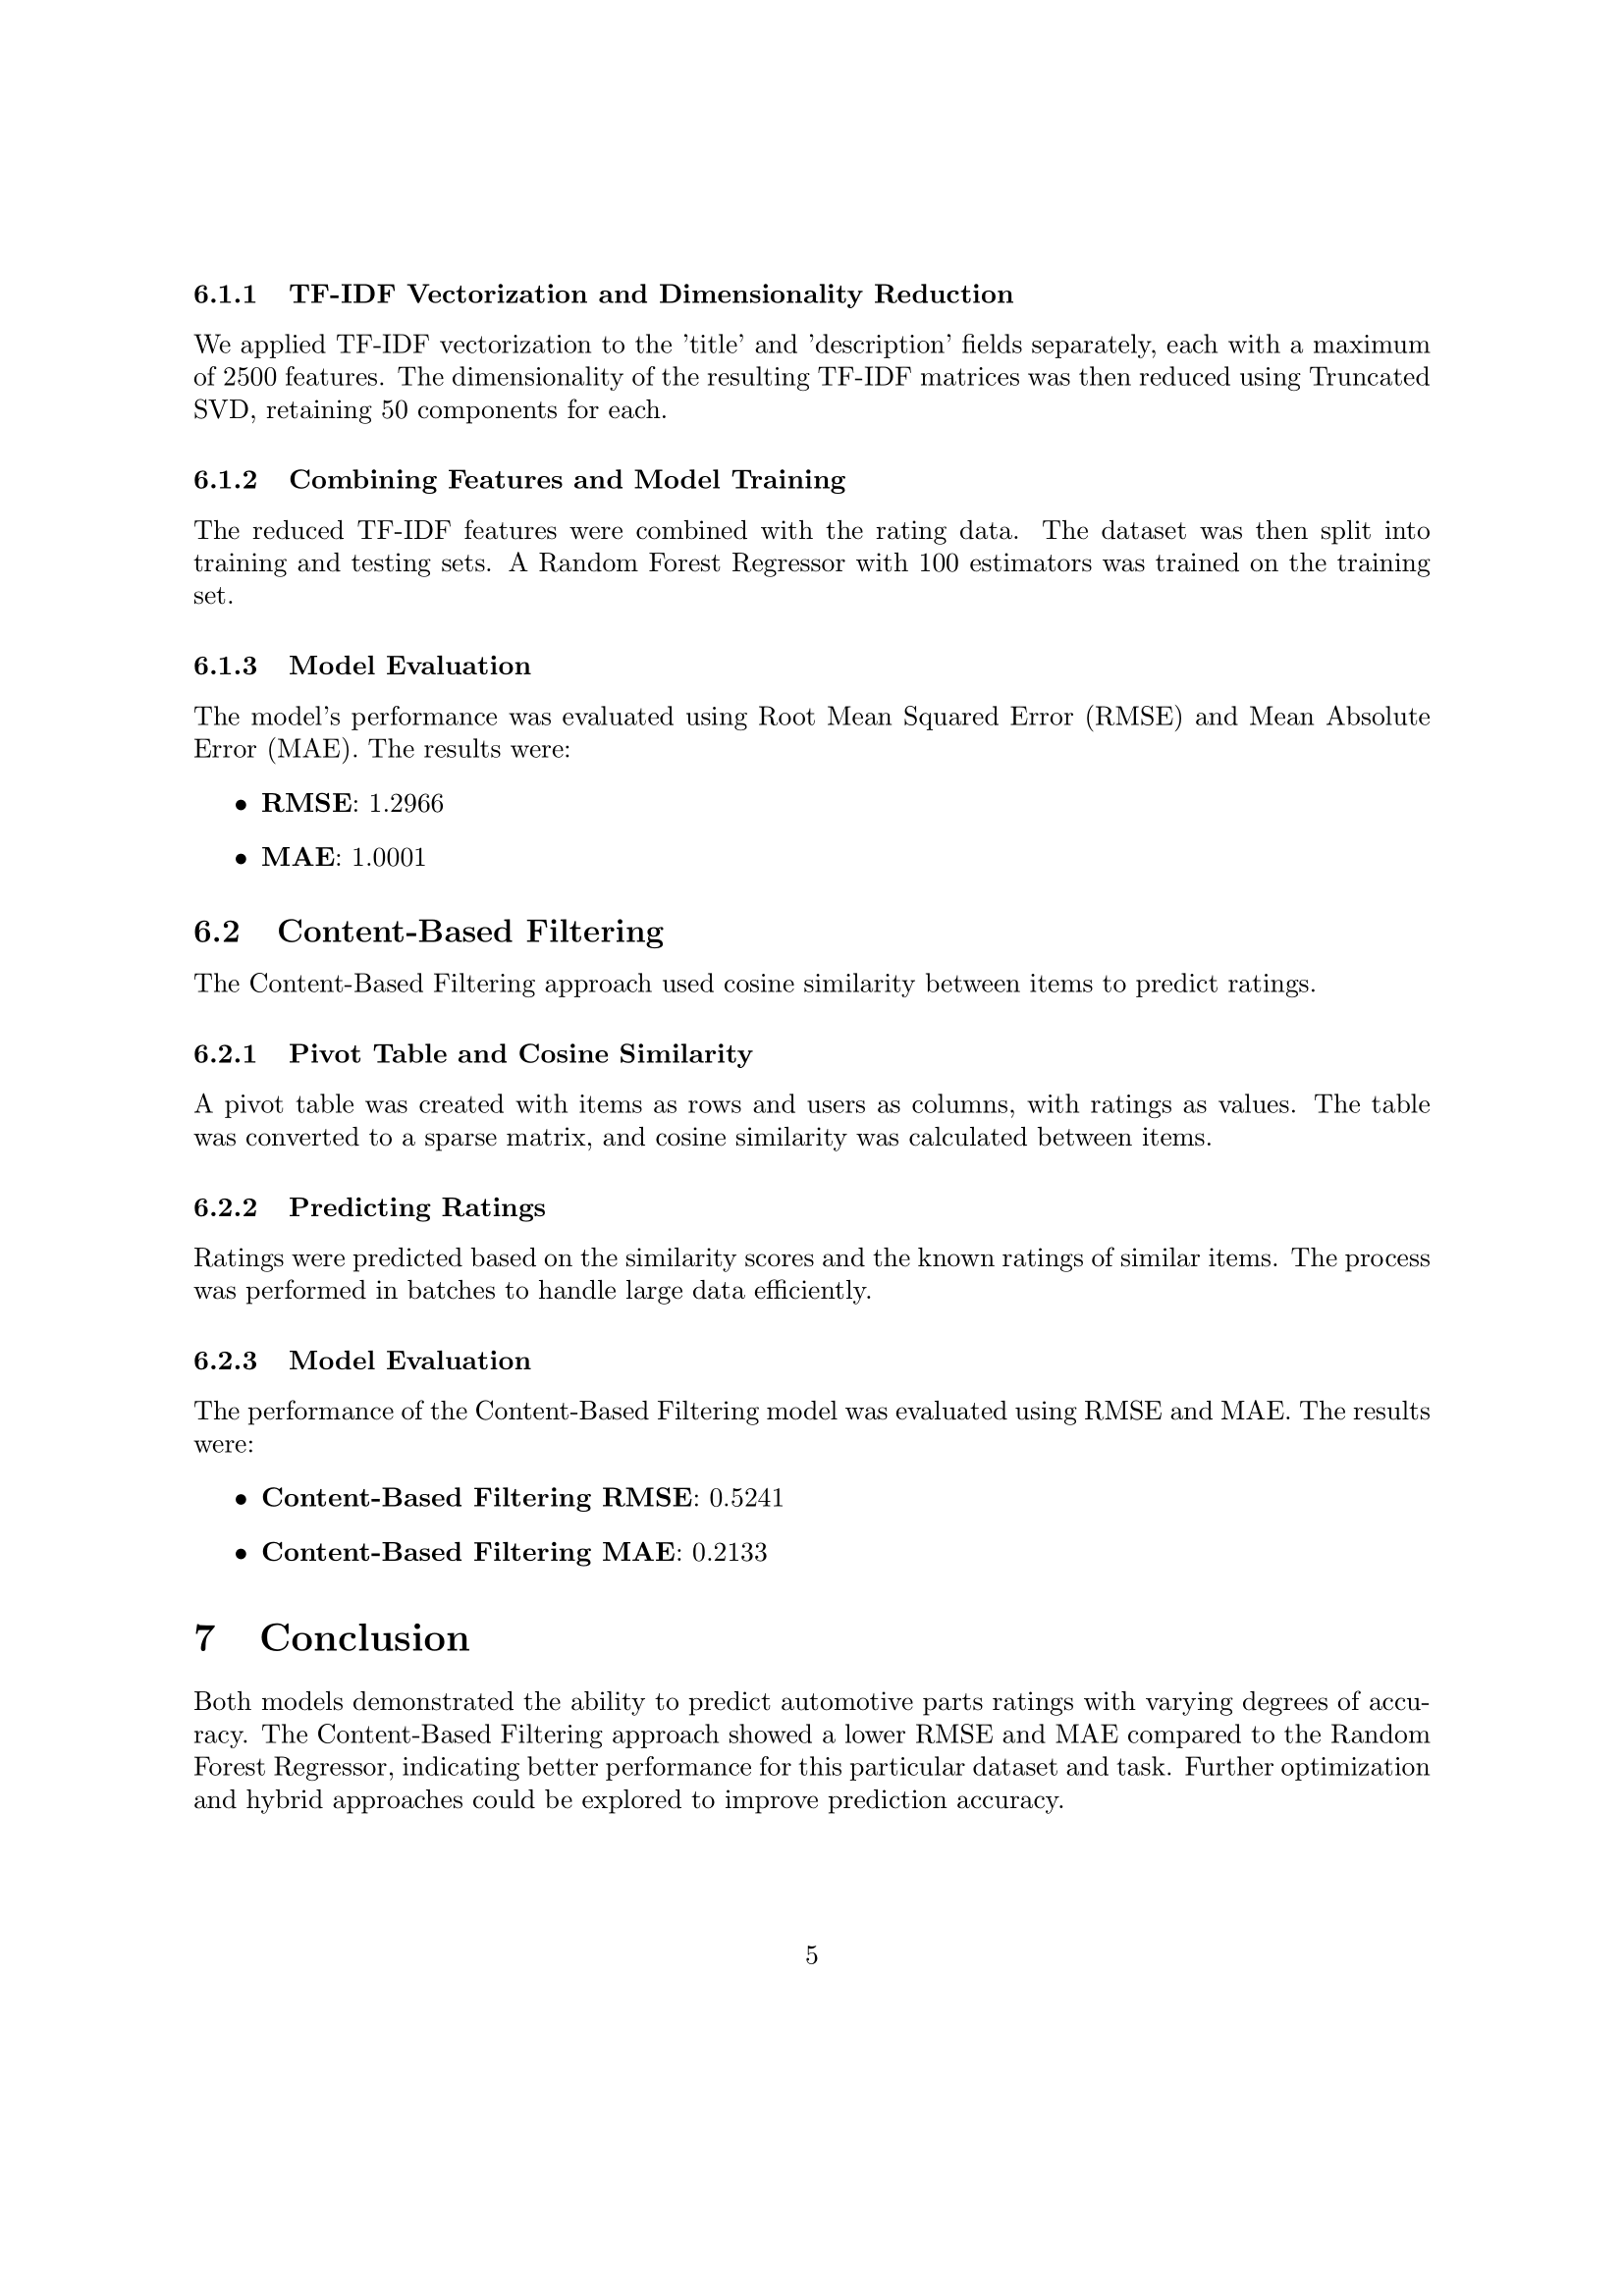 6.1.1 TF-IDF Vectorization and Dimensionality Reduction
We applied TF-IDF vectorization to the ’title’ and ’description’ fields separately, each with a maximum
of 2500 features. The dimensionality of the resulting TF-IDF matrices was then reduced using Truncated
SVD, retaining 50 components for each.
6.1.2 Combining Features and Model Training
The reduced TF-IDF features were combined with the rating data. The dataset was then split into
training and testing sets. A Random Forest Regressor with 100 estimators was trained on the training
set.
6.1.3 Model Evaluation
The model’s performance was evaluated using Root Mean Squared Error (RMSE) and Mean Absolute
Error (MAE). The results were:
• RMSE: 1.2966
• MAE: 1.0001
6.2 Content-Based Filtering
The Content-Based Filtering approach used cosine similarity between items to predict ratings.
6.2.1 Pivot Table and Cosine Similarity
A pivot table was created with items as rows and users as columns, with ratings as values. The table
was converted to a sparse matrix, and cosine similarity was calculated between items.
6.2.2 Predicting Ratings
Ratings were predicted based on the similarity scores and the known ratings of similar items. The process
was performed in batches to handle large data efficiently.
6.2.3 Model Evaluation
The performance of the Content-Based Filtering model was evaluated using RMSE and MAE. The results
were:
• Content-Based Filtering RMSE: 0.5241
• Content-Based Filtering MAE: 0.2133
7 Conclusion
Both models demonstrated the ability to predict automotive parts ratings with varying degrees of accu-
racy. The Content-Based Filtering approach showed a lower RMSE and MAE compared to the Random
Forest Regressor, indicating better performance for this particular dataset and task. Further optimization
and hybrid approaches could be explored to improve prediction accuracy.
5